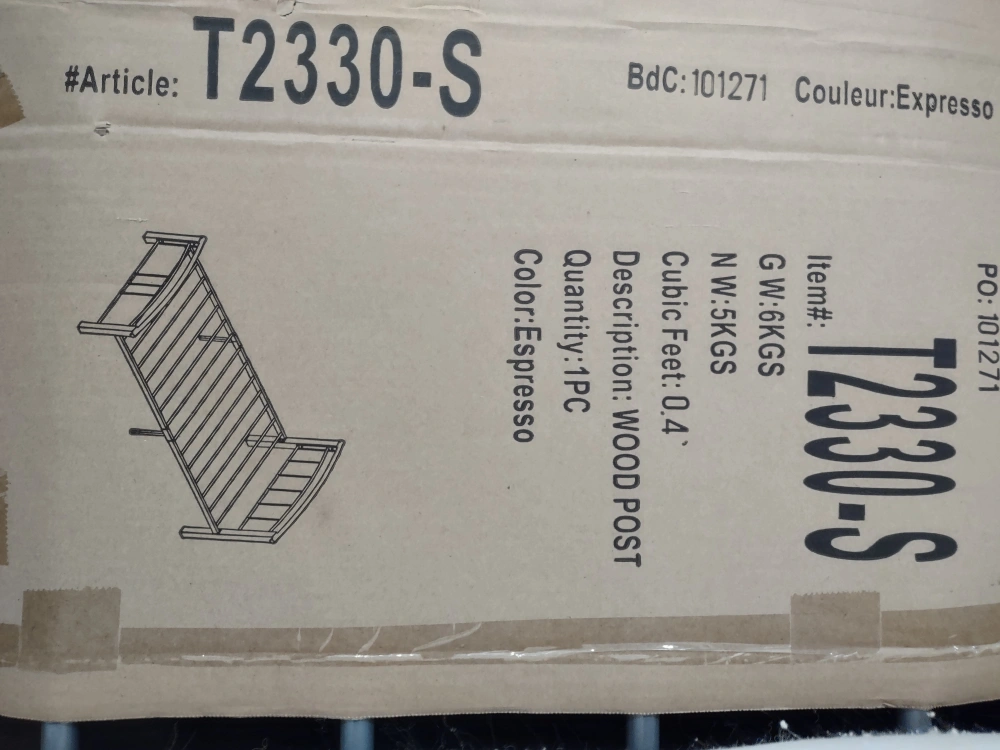 #Article: T2330-S
BdC:101271 Couleur:Expresso
PO: 101271
Item#: T2330-S
G W:6KGS
N W:5KGS
Cubic Feet: 0.4`
Description: WOOD POST
Quantity:1PC
Color:Espresso